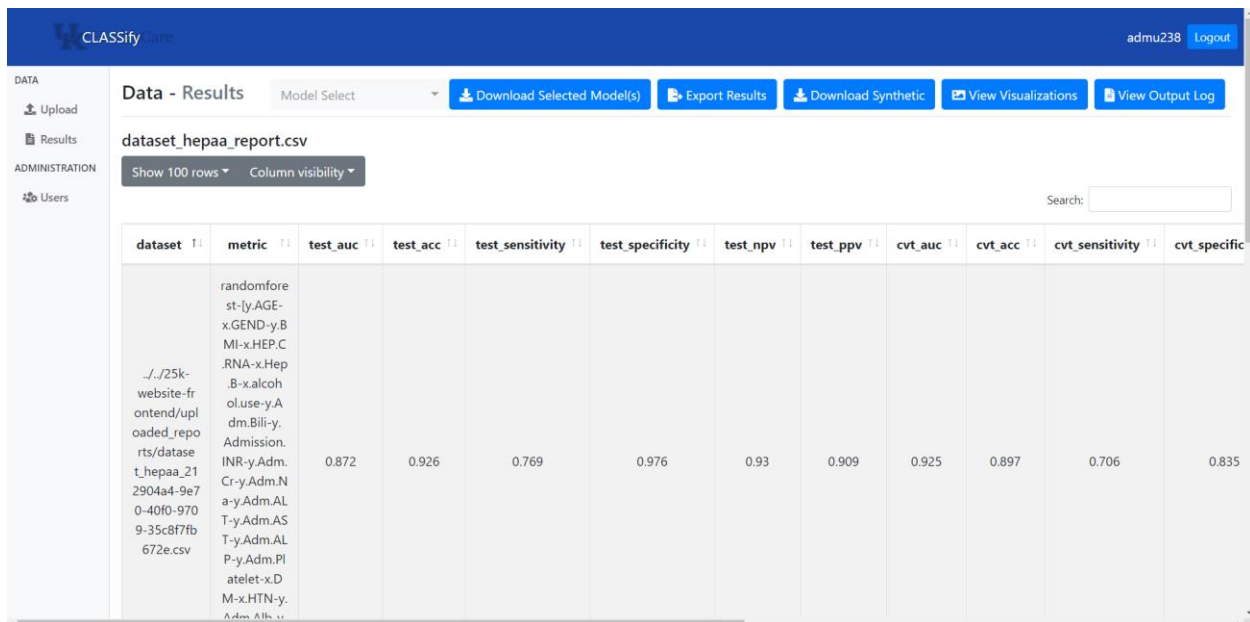 UK CLASSify Care
admu238 Logout
DATA
Upload
Results
ADMINISTRATION
Users
Data - Results
Model Select
Download Selected Model(s)
Export Results
Download Synthetic
View Visualizations
View Output Log
dataset_hepaa_report.csv
Show 100 rows
Column visibility
Search:
dataset metric test_auc test_acc test_sensitivity test_specificity test_npv test_ppv cvt_auc cvt_acc cvt_sensitivity cvt_specific
../../25k-
website-fr
ontend/upl
oaded_repo
rts/datase
t_hepaa_21
2904a4-9e7
0-40f0-970
9-35c8f7fb
672e.csv
randomfore
st-[y.AGE-
x.GEND-y.B
MI-x.HEP.C
.RNA-x.Hep
.B-x.alcoh
ol.use-y.A
dm.Bili-y.
Admission.
INR-y.Adm.
Cr-y.Adm.N
a-y.Adm.AL
T-y.Adm.AS
T-y.Adm.AL
P-y.Adm.Pl
atelet-x.D
M-x.HTN-y.
Adm.Alb-y
0.872 0.926 0.769 0.976 0.93 0.909 0.925 0.897 0.706 0.835